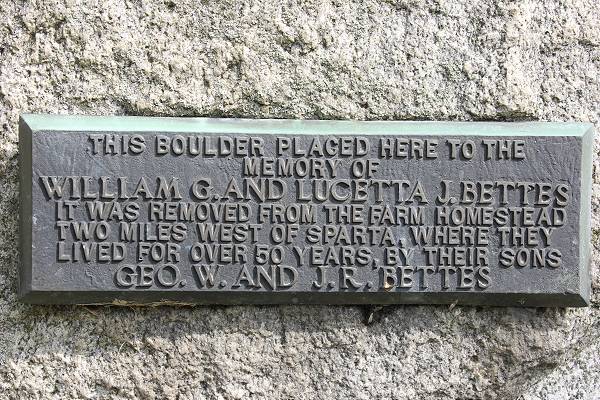 THIS BOULDER PLACED HERE TO THE
MEMORY OF
WILLIAM G. AND LUCETTA J. BETTES
IT WAS REMOVED FROM THE FARM HOMESTEAD
TWO MILES WEST OF SPARTA, WHERE THEY
LIVED FOR OVER 50 YEARS, BY THEIR SONS
GEO. W. AND J. R. BETTES